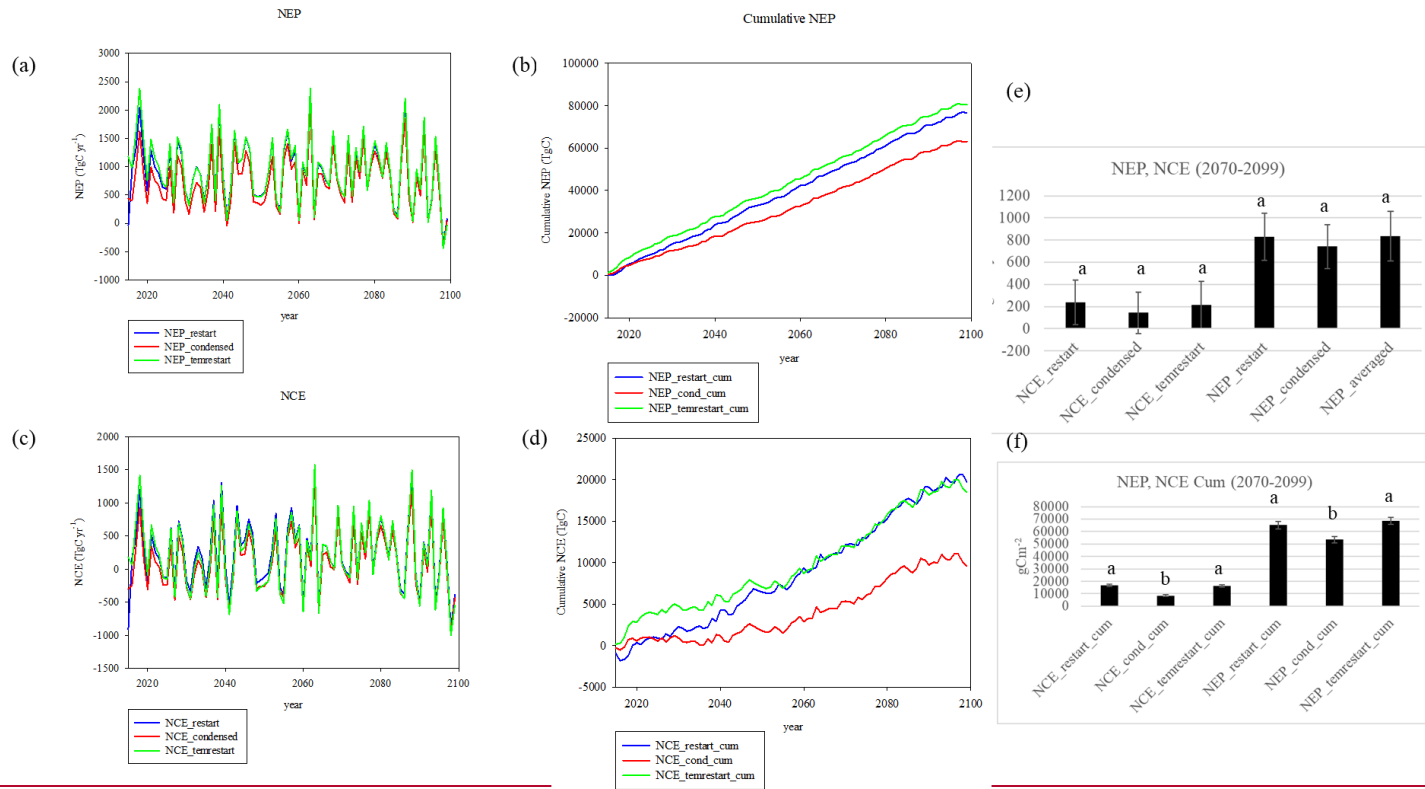 NEP
(a)
3000
2500
2000
1500
1000
500
0
-500
-1000
NEP (TgC yr-1)
2020
2040
2060
2080
2100
year
NEP_restart
NEP_condensed
NEP_temrestart
Cumulative NEP
(b)
100000
80000
60000
40000
20000
0
-20000
Cumulative NEP (TgC)
2020
2040
2060
2080
2100
year
NEP_restart_cum
NEP_cond_cum
NEP_temrestart_cum
NCE
(c)
2000
1500
1000
500
0
-500
-1000
-1500
NCE (TgC yr-1)
2020
2040
2060
2080
2100
year
NCE_restart
NCE_condensed
NCE_temrestart
(d)
25000
20000
15000
10000
5000
0
-5000
Cumulative NCE (TgC)
2020
2040
2060
2080
2100
year
NCE_restart_cum
NCE_cond_cum
NCE_temrestart_cum
(e)
NEP, NCE (2070-2099)
1200
1000
800
600
400
200
0
-200
a
a
a
a
a
a
NCE_restart
NCE_condensed
NCE_temrestart
NEP_restart
NEP_condensed
NEP_averaged
(f)
NEP, NCE Cum (2070-2099)
80000
70000
60000
50000
40000
30000
20000
10000
0
gCm-2
a
b
a
a
b
a
NCE_restart_cum
NCE_cond_cum
NCE_temrestart_cum
NEP_restart_cum
NEP_cond_cum
NEP_temrestart_cum